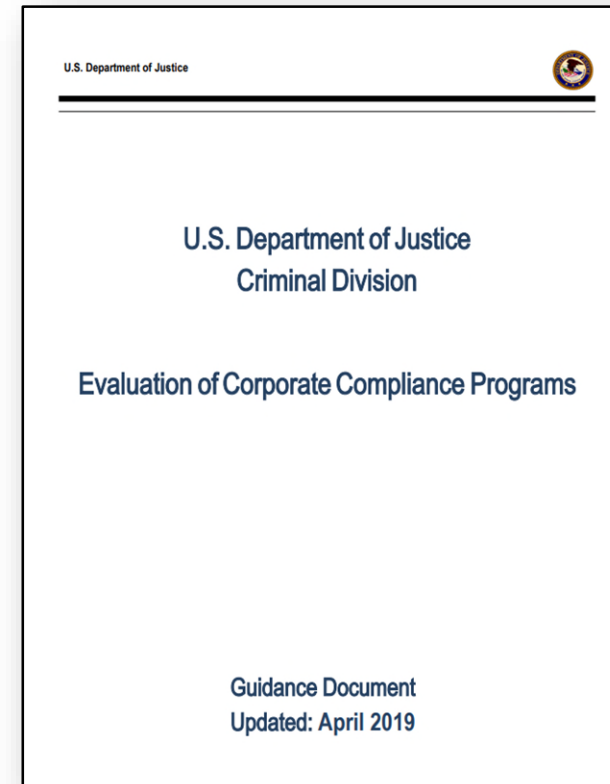 U.S. Department of Justice
U.S. Department of Justice
Criminal Division
Evaluation of Corporate Compliance Programs
Guidance Document
Updated: April 2019